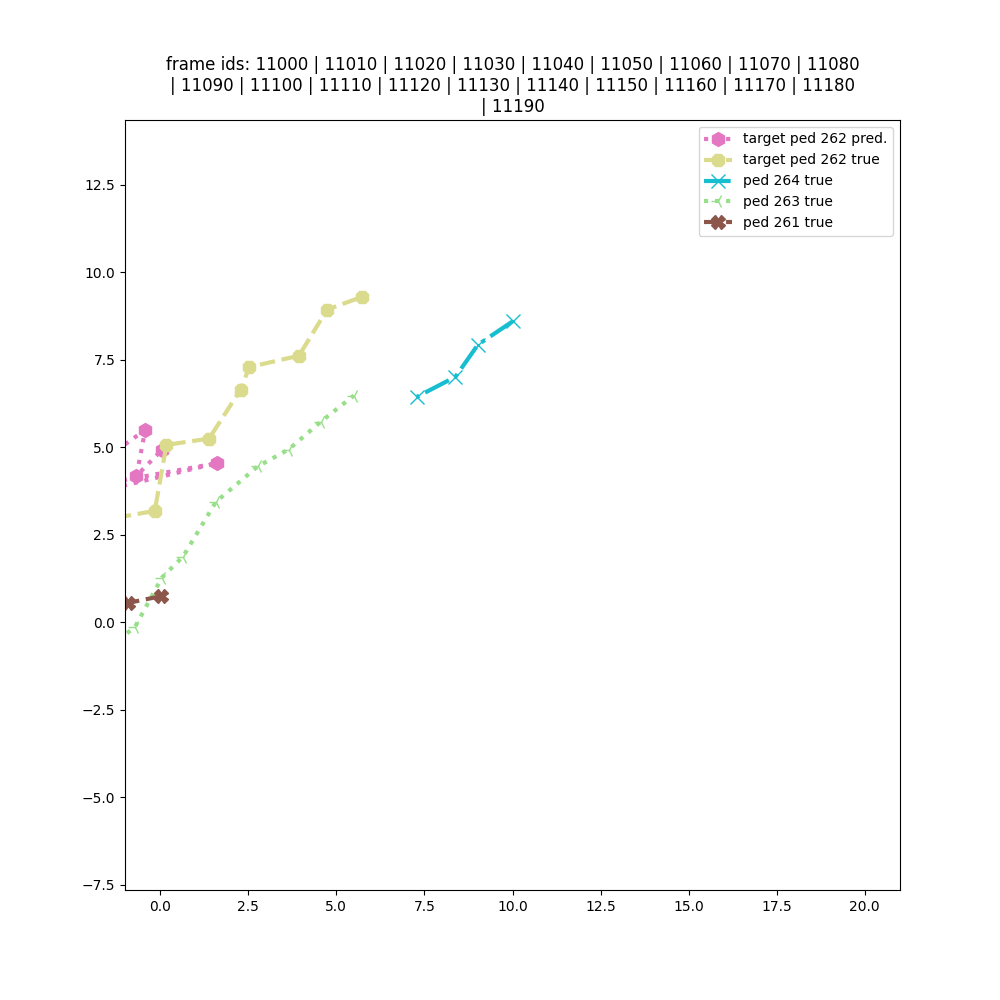 frame ids: 11000 | 11010 | 11020 | 11030 | 11040 | 11050 | 11060 | 11070 | 11080
| 11090 | 11100 | 11110 | 11120 | 11130 | 11140 | 11150 | 11160 | 11170 | 11180
| 11190
target ped 262 pred.
target ped 262 true
ped 264 true
ped 263 true
ped 261 true
12.5
10.0
7.5
5.0
2.5
0.0
−2.5
−5.0
−7.5
0.0 2.5 5.0 7.5 10.0 12.5 15.0 17.5 20.0